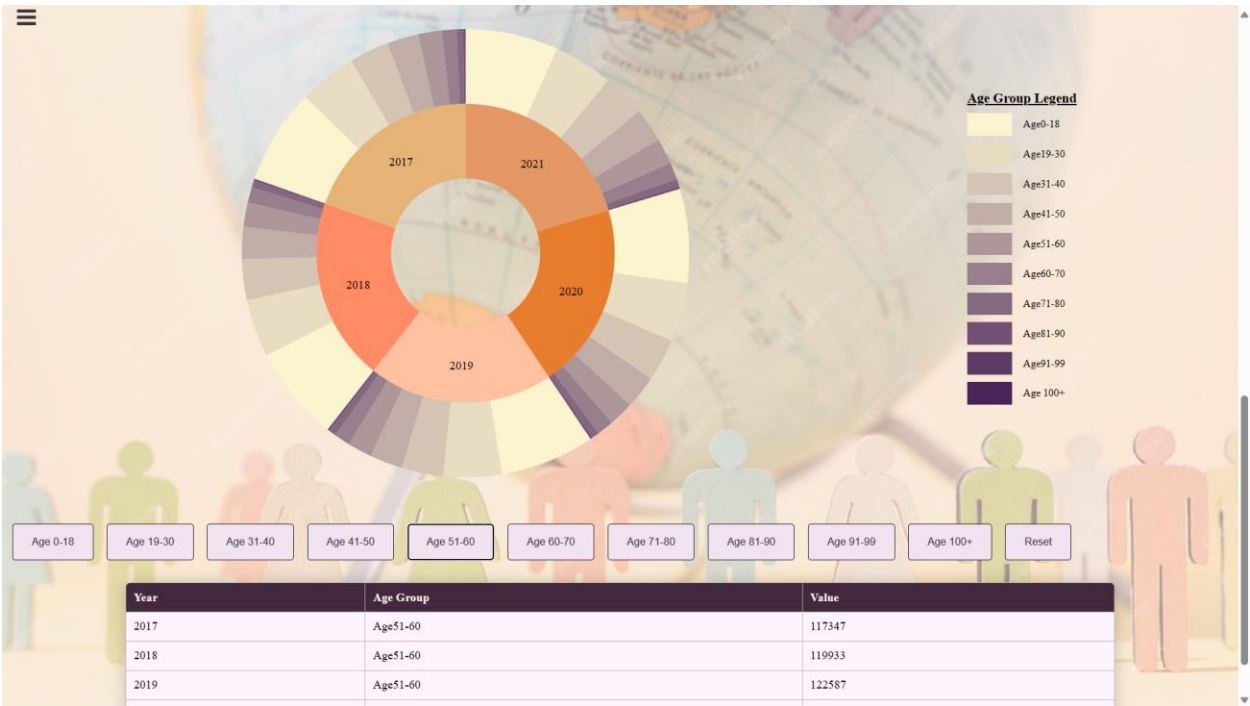 2017
2021
2018
2020
2019
Age Group Legend
Age0-18
Age19-30
Age31-40
Age41-50
Age51-60
Age60-70
Age71-80
Age81-90
Age91-99
Age 100+
Age 0-18 Age 19-30 Age 31-40 Age 41-50 Age 51-60 Age 60-70 Age 71-80 Age 81-90 Age 91-99 Age 100+ Reset
Year Age Group Value
2017 Age51-60 117347
2018 Age51-60 119933
2019 Age51-60 122587